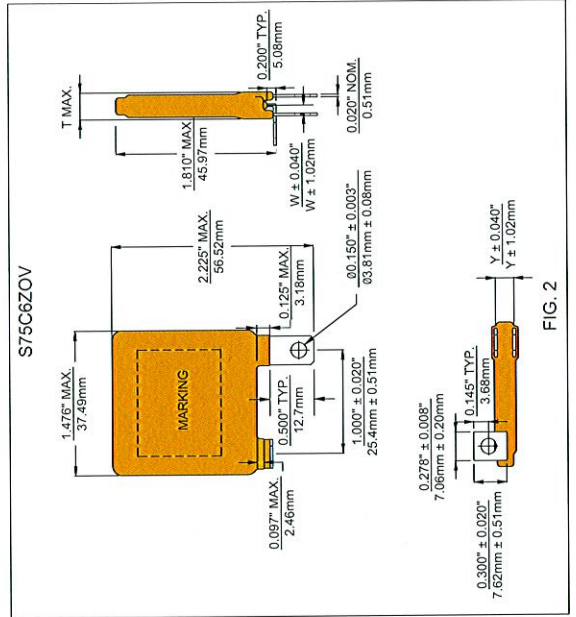 S75C6ZOV
1.476" MAX.
37.49mm
MARKING
2.225" MAX.
56.52mm
0.125" MAX.
3.18mm
0.097" MAX.
2.46mm
0.500" TYP.
12.7mm
1.000" ± 0.020"
25.4mm ± 0.51mm
ø0.150" ± 0.003"
ø3.81mm ± 0.08mm
T MAX.
1.810" MAX.
45.97mm
0.200" TYP.
5.08mm
W ± 0.040"
W ± 1.02mm
0.020" NOM.
0.51mm
0.278" ± 0.008"
7.06mm ± 0.20mm
0.145" TYP.
3.68mm
0.300" ± 0.020"
7.62mm ± 0.51mm
Y ± 0.040"
Y ± 1.02mm
FIG. 2